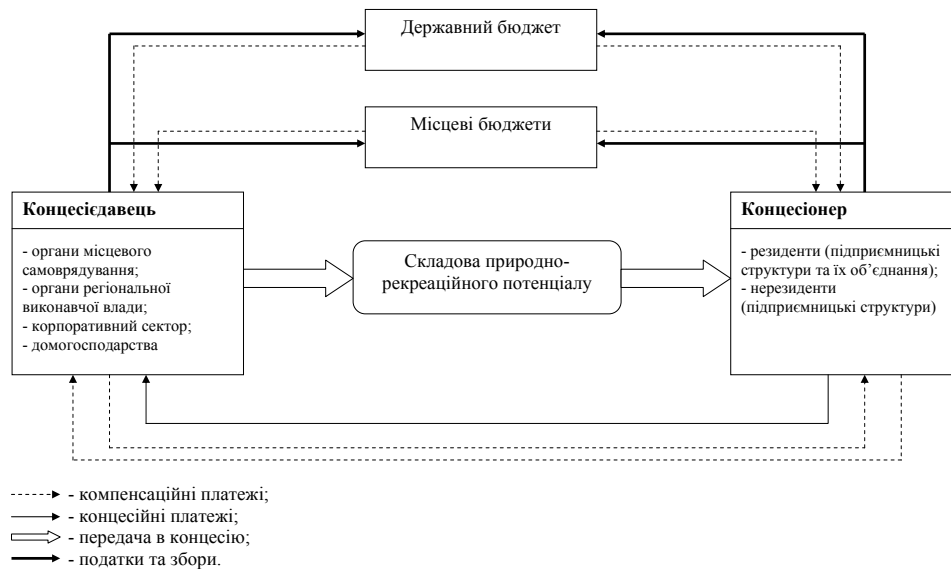 Державний бюджет
Місцеві бюджети
Концесієдавець
- органи місцевого
самоврядування;
- органи регіональної
виконавчої влади;
- корпоративний сектор;
- домогосподарства
Складова природно-
рекреаційного потенціалу
Концесіонер
- резиденти (підприємницькі
структури та їх об’єднання);
- нерезиденти
(підприємницькі структури)
- компенсаційні платежі;
- концесійні платежі;
- передача в концесію;
- податки та збори.